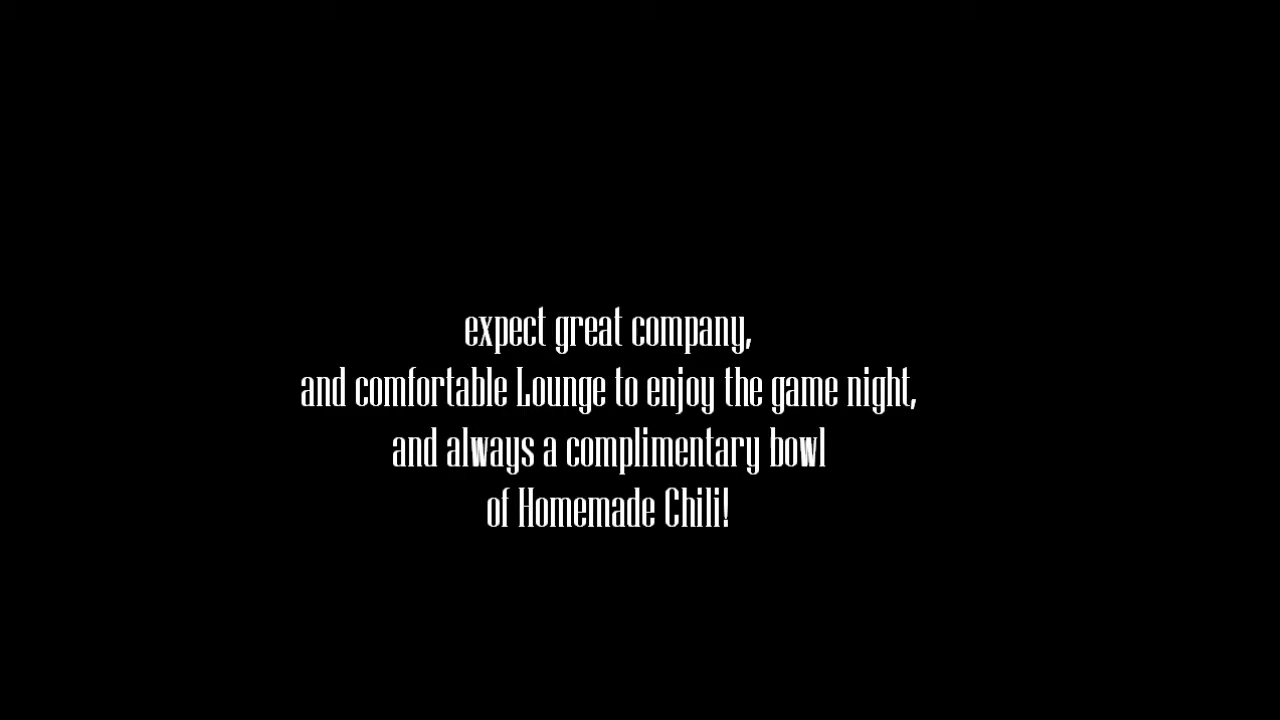 expect great company,
and comfortable Lounge to enjoy the game night,
and always a complimentary bowl
of Homemade Chili!